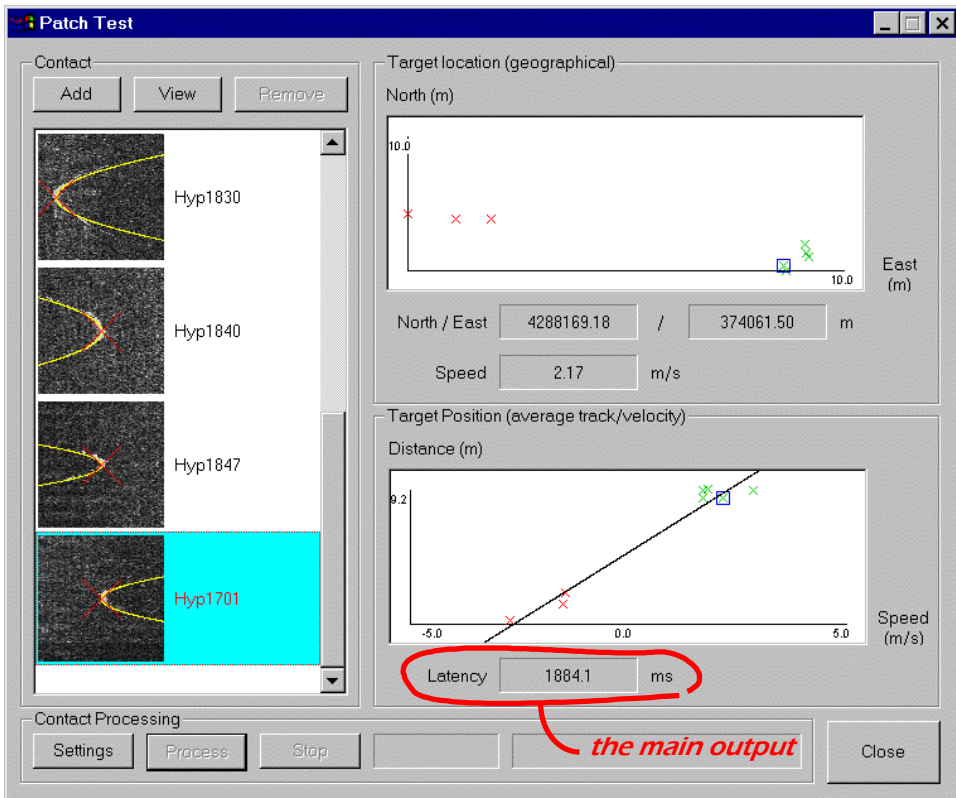 Patch Test
Contact
Add View Remove
Hyp1830
Hyp1840
Hyp1847
Hyp1701
Target location (geographical)
North (m)
10.0
10.0
East
(m)
North / East 4288169.18 / 374061.50 m
Speed 2.17 m/s
Target Position (average track/velocity)
Distance (m)
9.2
-5.0 0.0 5.0
Speed
(m/s)
Latency 1884.1 ms
Contact Processing
Settings Process Stop
the main output
Close